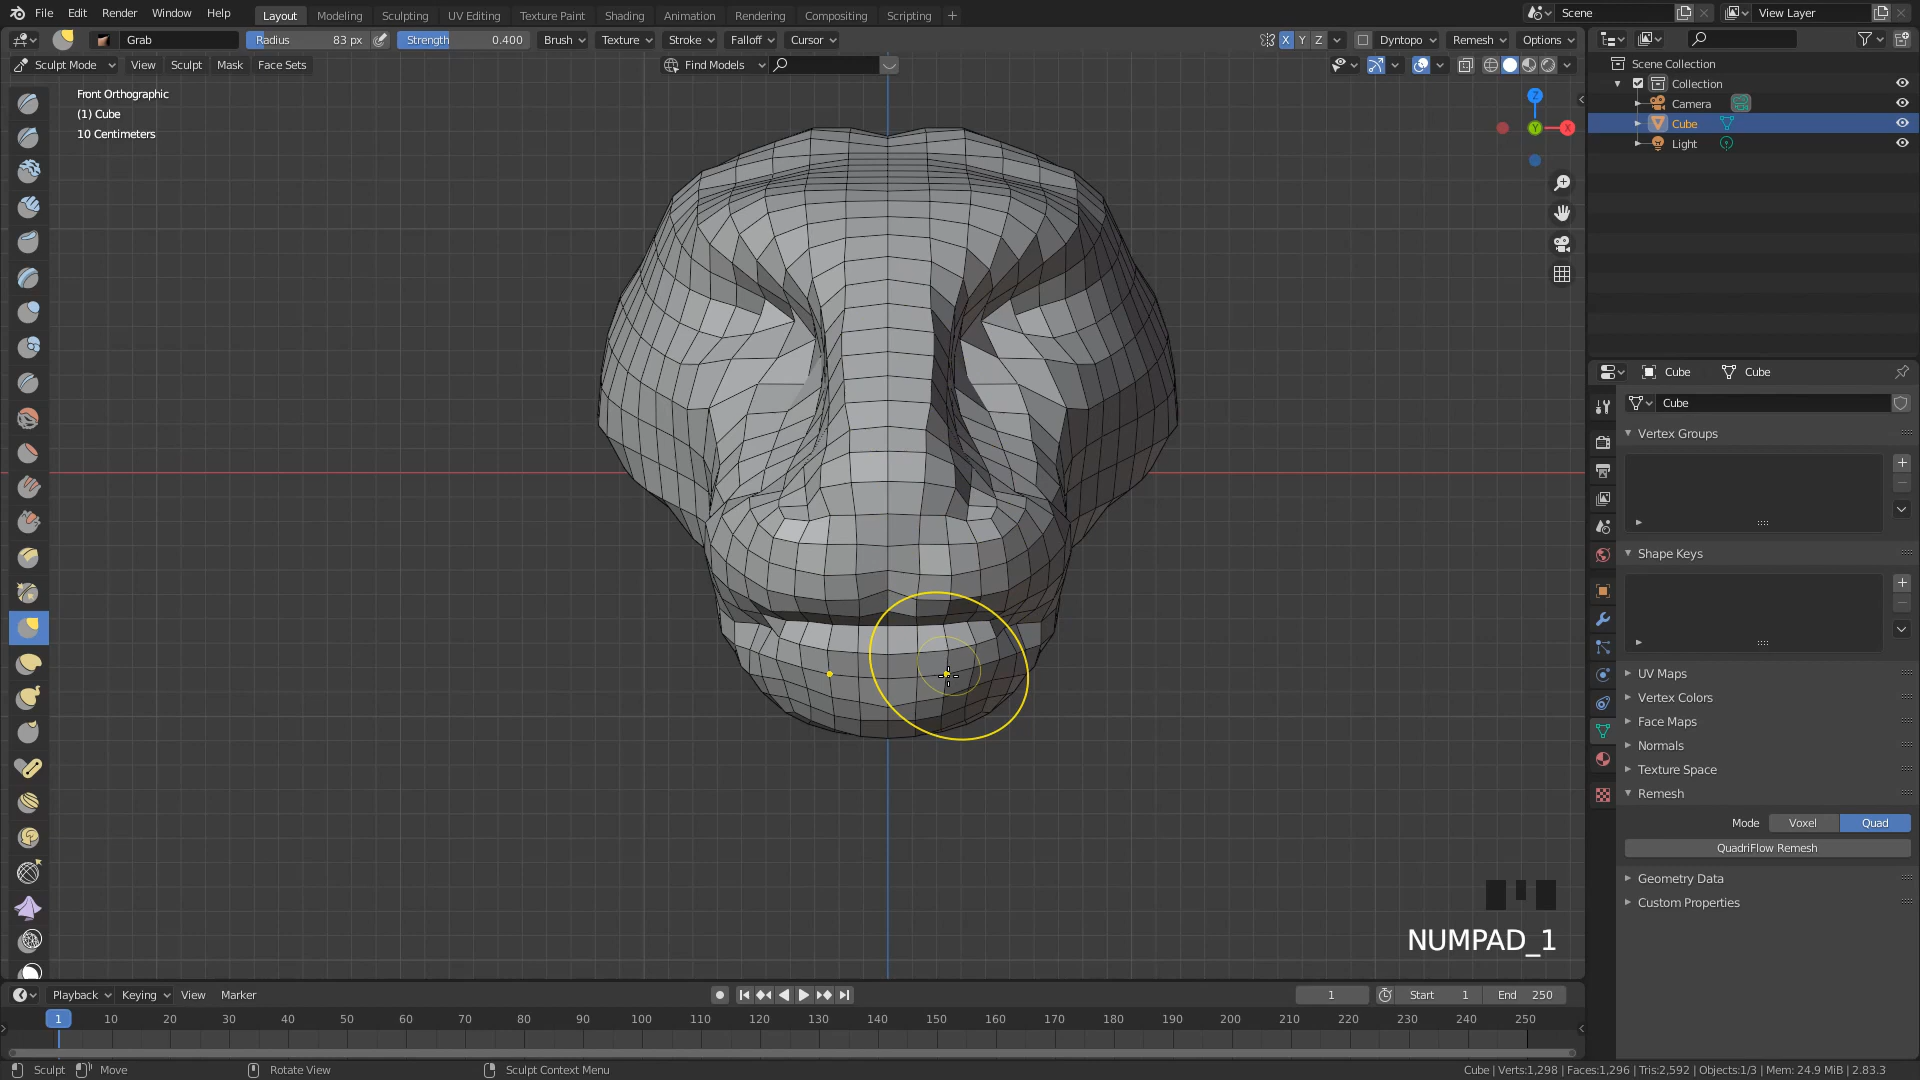 File Edit Render Window Help Layout Modeling Sculpting UV Editing Texture Paint Shading Animation Rendering Compositing Scripting + Scene View Layer
Grab Radius 83 px Strength 0.400 Brush Texture Stroke Falloff Cursor X Y Z Dyntopo Remesh Options
Sculpt Mode View Sculpt Mask Face Sets Find Models
Front Orthographic
(1) Cube
10 Centimeters
Z
Y
X
Scene Collection
Collection
Camera
Cube
Light
Cube Cube
Cube
Vertex Groups
Shape Keys
UV Maps
Vertex Colors
Face Maps
Normals
Texture Space
Remesh
Mode Voxel Quad
QuadriFlow Remesh
Geometry Data
Custom Properties
NUMPAD_1
Playback Keying View Marker 1 Start 1 End 250
1 10 20 30 40 50 60 70 80 90 100 110 120 130 140 150 160 170 180 190 200 210 220 230 240 250
Sculpt Move Rotate View Sculpt Context Menu Cube | Verts:1,298 | Faces:1,296 | Tris:2,592 | Objects:1/3 | Mem: 24.9 MiB | 2.83.3